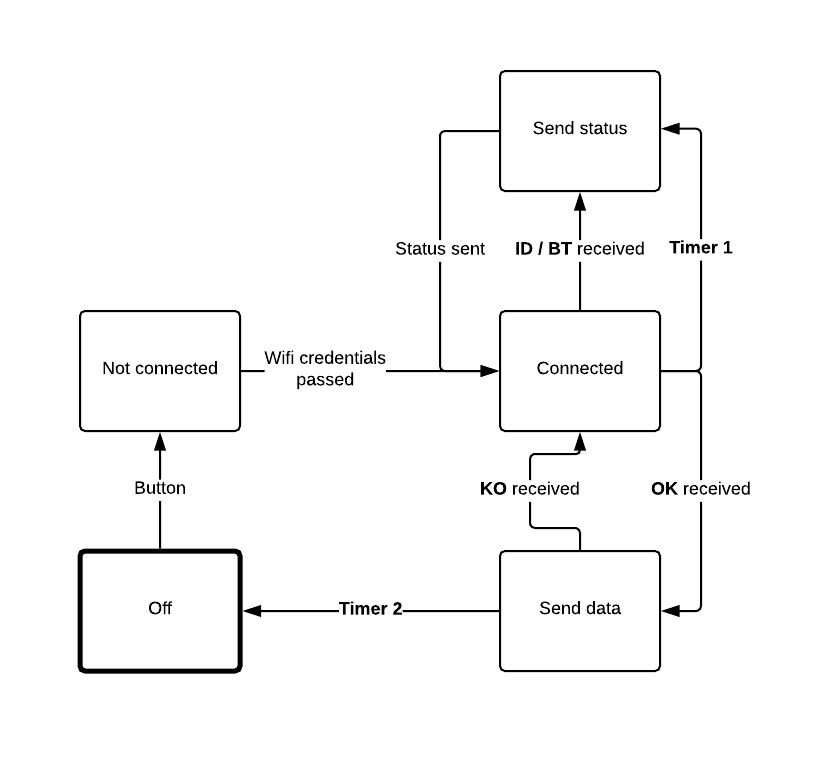 Send status
Status sent
ID / BT received
Timer 1
Wifi credentials
passed
Not connected
Connected
Button
KO received
OK received
Off
Timer 2
Send data